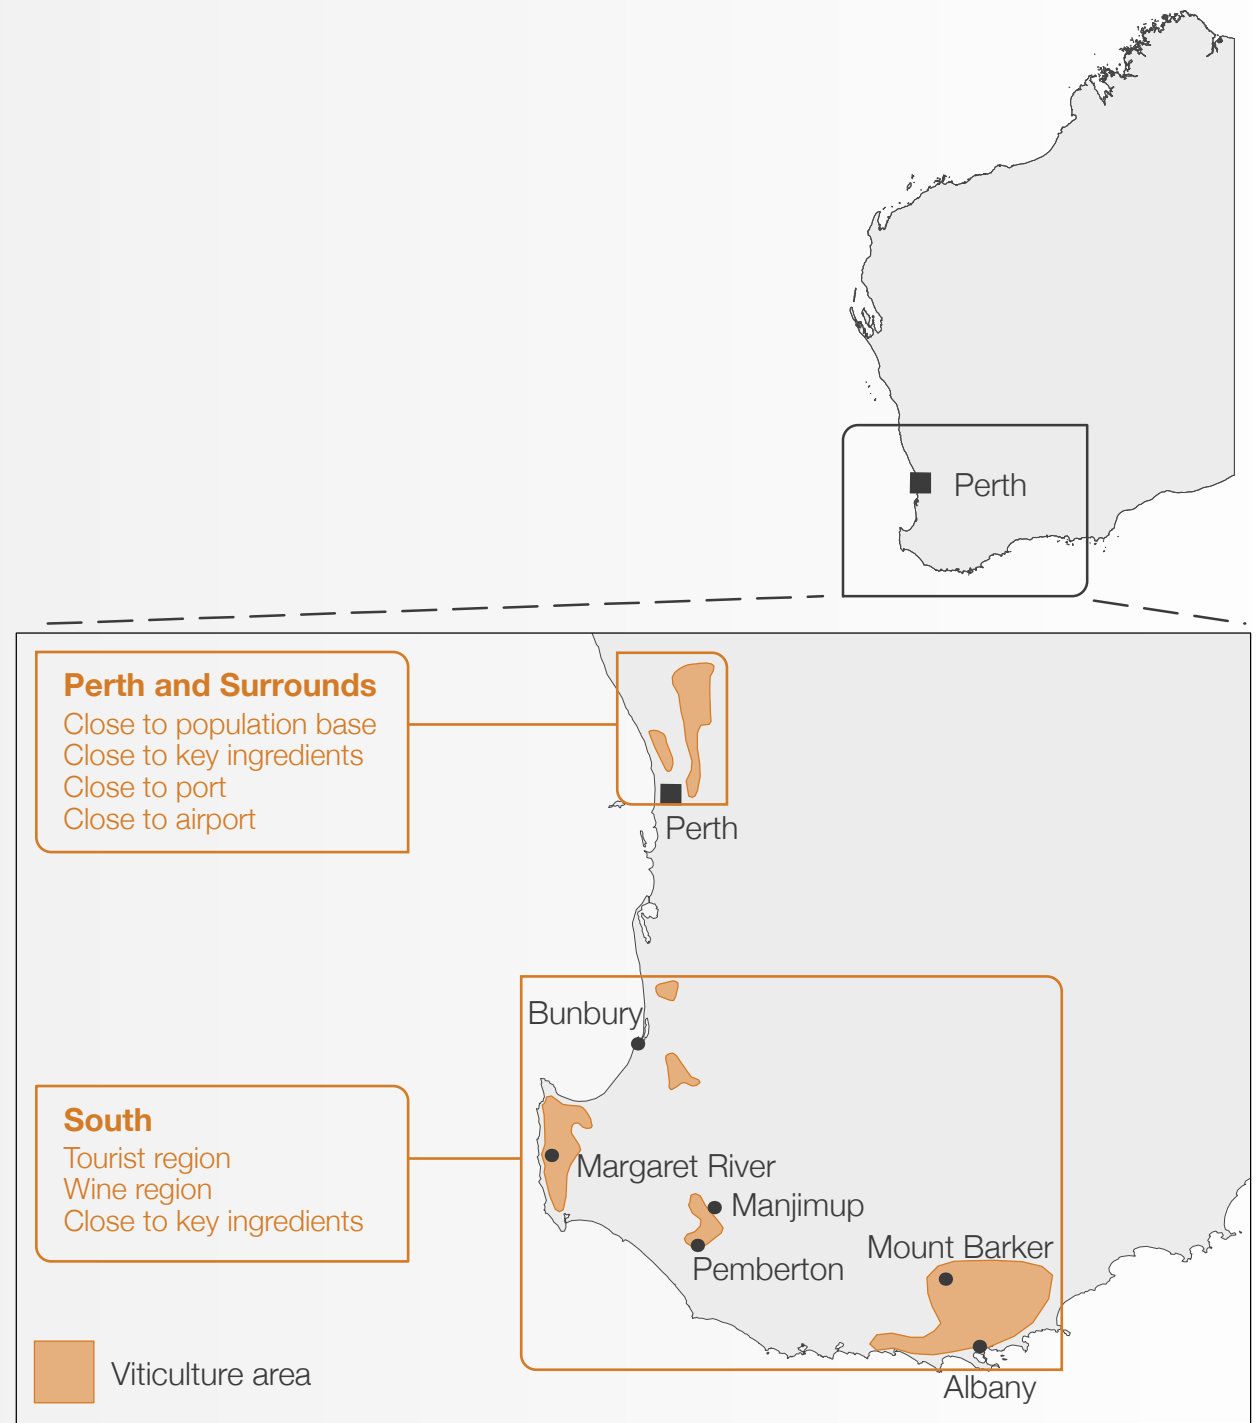 Perth
Perth and Surrounds
Close to population base
Close to key ingredients
Close to port
Close to airport
Perth
Bunbury
South
Tourist region
Wine region
Close to key ingredients
Margaret River
Manjimup
Mount Barker
Pemberton
Viticulture area
Albany